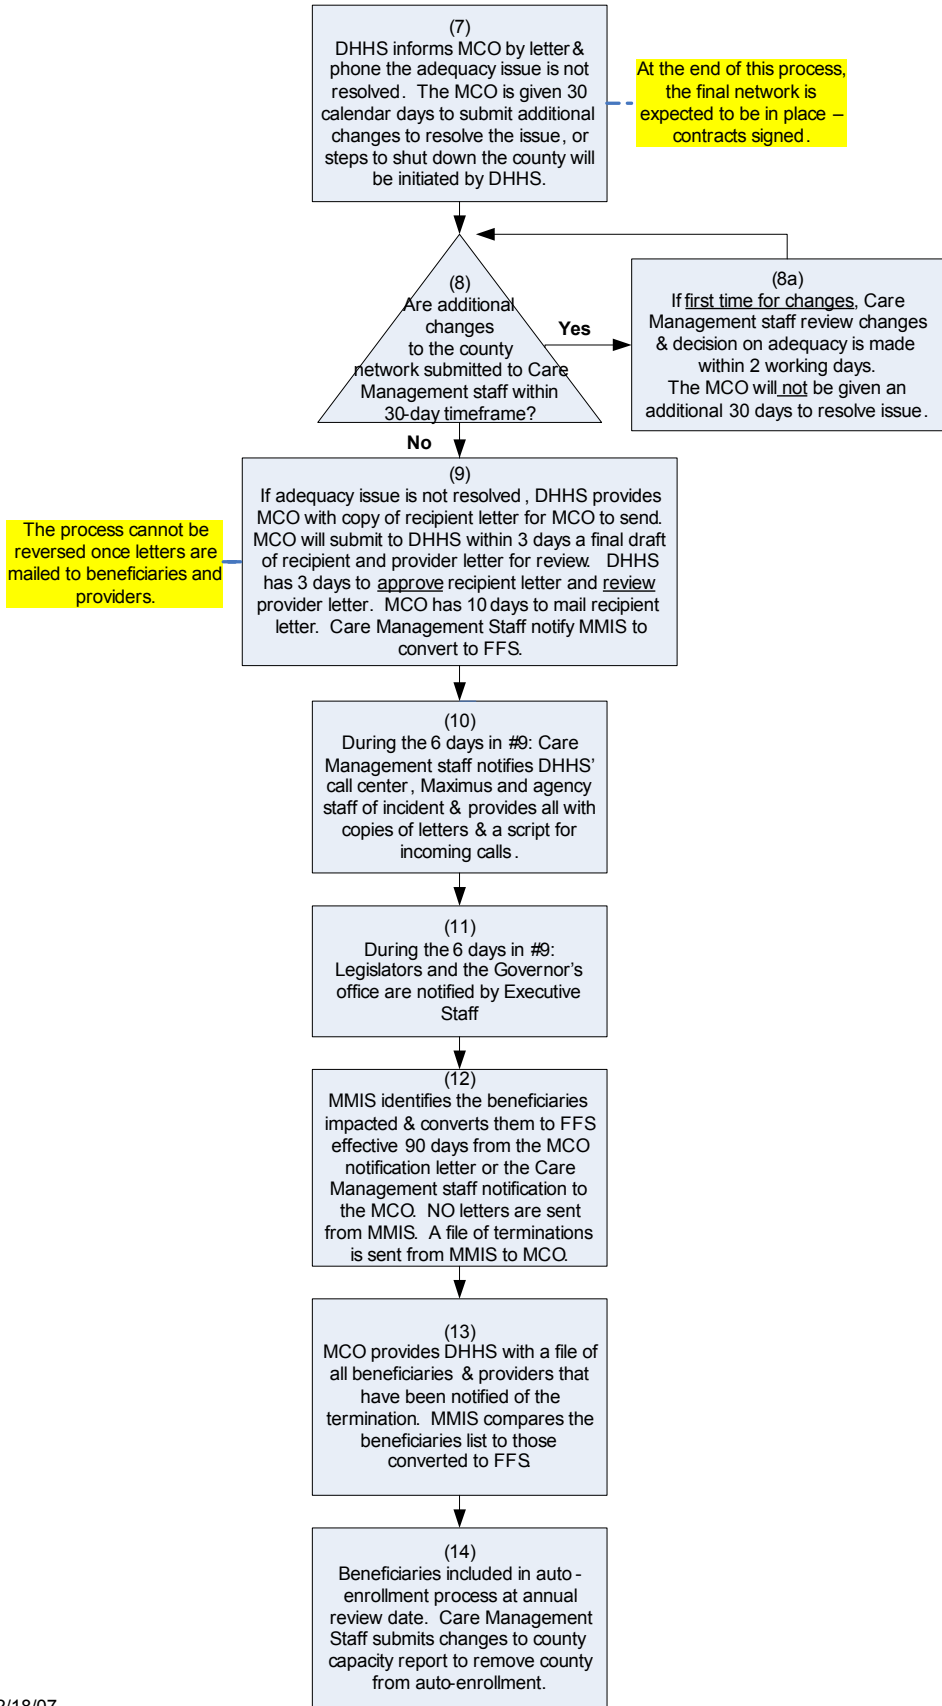 (7)
DHHS informs MCO by letter &
phone the adequacy issue is not
resolved. The MCO is given 30
calendar days to submit additional
changes to resolve the issue, or
steps to shut down the county will
be initiated by DHHS.
At the end of this process,
the final network is
expected to be in place –
contracts signed.
(8)
Are additional
changes
to the county
network submitted to Care
Management staff within
30-day timeframe?
Yes
(8a)
If first time for changes, Care
Management staff review changes
& decision on adequacy is made
within 2 working days.
The MCO will not be given an
additional 30 days to resolve issue.
No
(9)
If adequacy issue is not resolved, DHHS provides
MCO with copy of recipient letter for MCO to send.
MCO will submit to DHHS within 3 days a final draft
of recipient and provider letter for review. DHHS
has 3 days to approve recipient letter and review
provider letter. MCO has 10 days to mail recipient
letter. Care Management Staff notify MMIS to
convert to FFS.
The process cannot be
reversed once letters are
mailed to beneficiaries and
providers.
(10)
During the 6 days in #9: Care
Management staff notifies DHHS'
call center, Maximus and agency
staff of incident & provides all with
copies of letters & a script for
incoming calls.
(11)
During the 6 days in #9:
Legislators and the Governor's
office are notified by Executive
Staff
(12)
MMIS identifies the beneficiaries
impacted & converts them to FFS
effective 90 days from the MCO
notification letter or the Care
Management staff notification to
the MCO. NO letters are sent
from MMIS. A file of terminations
is sent from MMIS to MCO.
(13)
MCO provides DHHS with a file of
all beneficiaries & providers that
have been notified of the
termination. MMIS compares the
beneficiaries list to those
converted to FFS.
(14)
Beneficiaries included in auto-
enrollment process at annual
review date. Care Management
Staff submits changes to county
capacity report to remove county
from auto-enrollment.